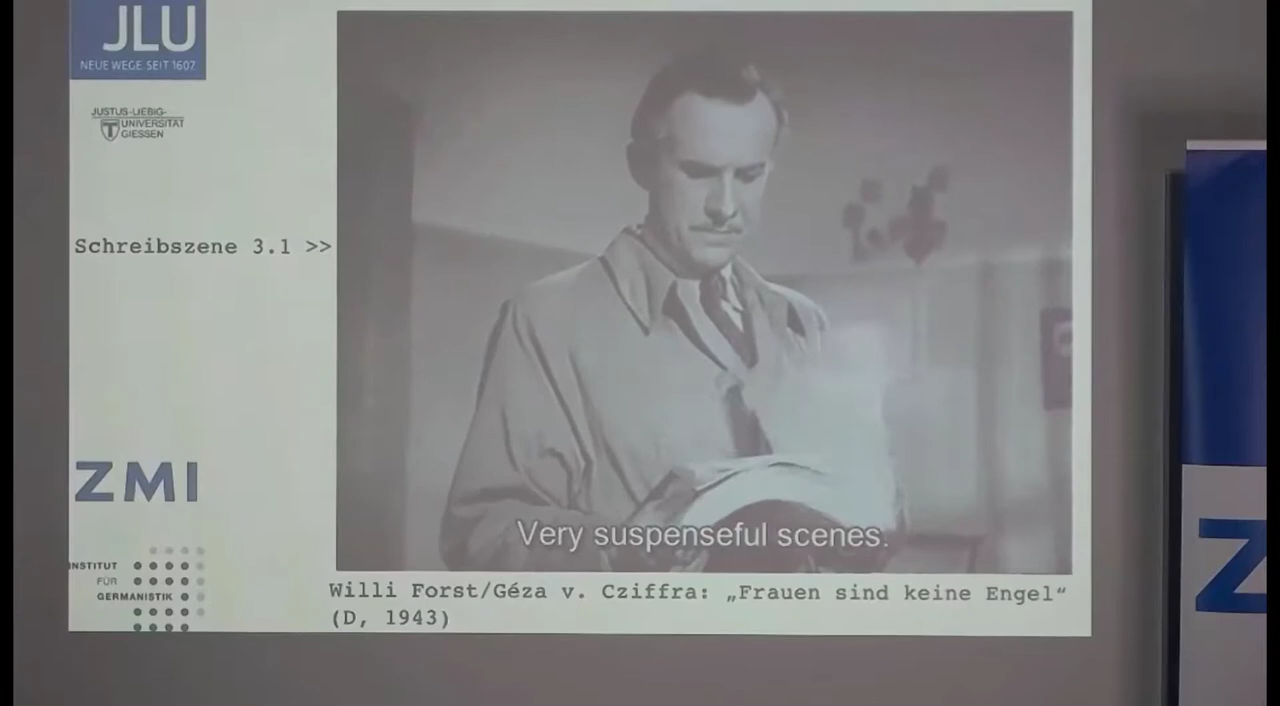 JLU
NEUE WEGE. SEIT 1607.
JUSTUS-LIEBIG-
UNIVERSITÄT
GIESSEN
Schreibszene 3.1 >>
ZMI
INSTITUT
FÜR
GERMANISTIK
Very suspenseful scenes.
Willi Forst/Géza v. Cziffra: „Frauen sind keine Engel“
(D, 1943)
Z